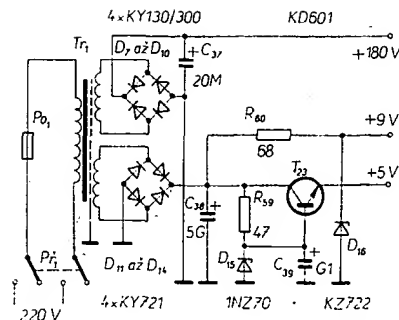 4×KY130/300 KD601
Tr1 D7 až D10 C37
+180 V
20M
Po1
R60 +9 V
68
T23
+5 V
C38 R59
5G 47
D16
Př1 D15 C39 G1
D11 až D14
220 V 4×KY721 1NZ70 KZ722